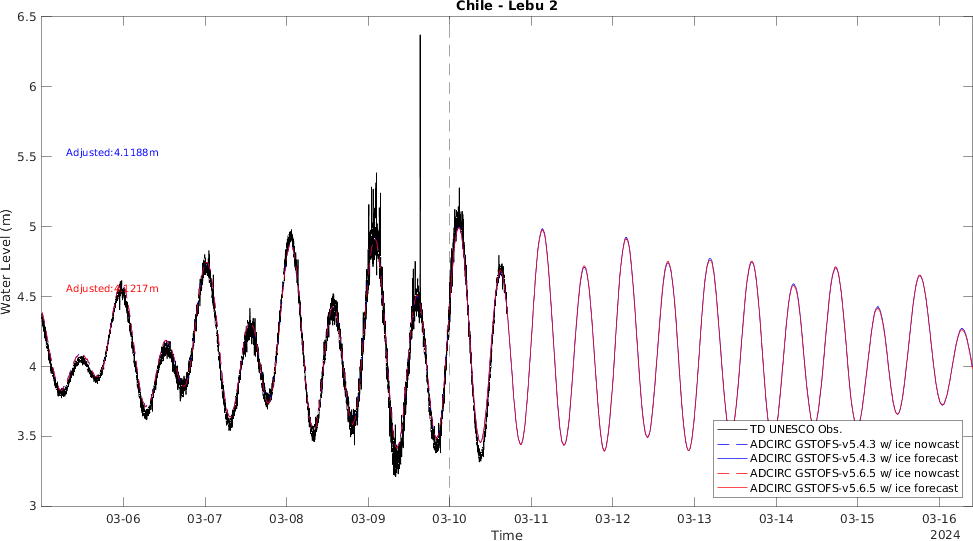 Chile - Lebu 2
6.5
6
5.5
5
4.5
4
3.5
3
Water Level (m)
Adjusted:4.1188m
Adjusted:4.1217m
TD UNESCO Obs.
ADCIRC GSTOFS-v5.4.3 w/ ice nowcast
ADCIRC GSTOFS-v5.4.3 w/ ice forecast
ADCIRC GSTOFS-v5.6.5 w/ ice nowcast
ADCIRC GSTOFS-v5.6.5 w/ ice forecast
03-06 03-07 03-08 03-09 03-10 03-11 03-12 03-13 03-14 03-15 03-16
Time
2024